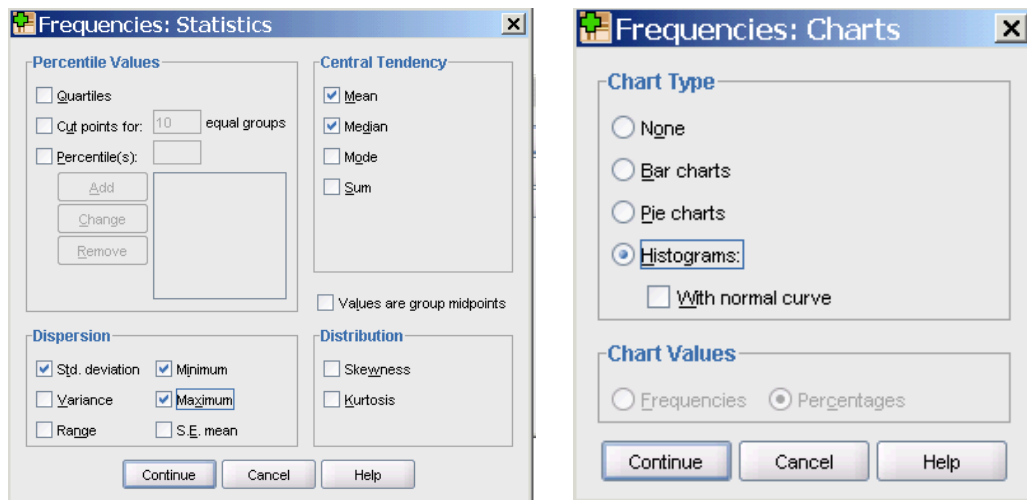 Frequencies: Statistics
Percentile Values
Quartiles
Cut points for: 10 equal groups
Percentile(s):
Add
Change
Remove
Central Tendency
Mean
Median
Mode
Sum
Values are group midpoints
Dispersion
Std. deviation Minimum
Variance Maximum
Range S.E. mean
Distribution
Skewness
Kurtosis
Continue Cancel Help
Frequencies: Charts
Chart Type
None
Bar charts
Pie charts
Histograms:
With normal curve
Chart Values
Frequencies Percentages
Continue Cancel Help